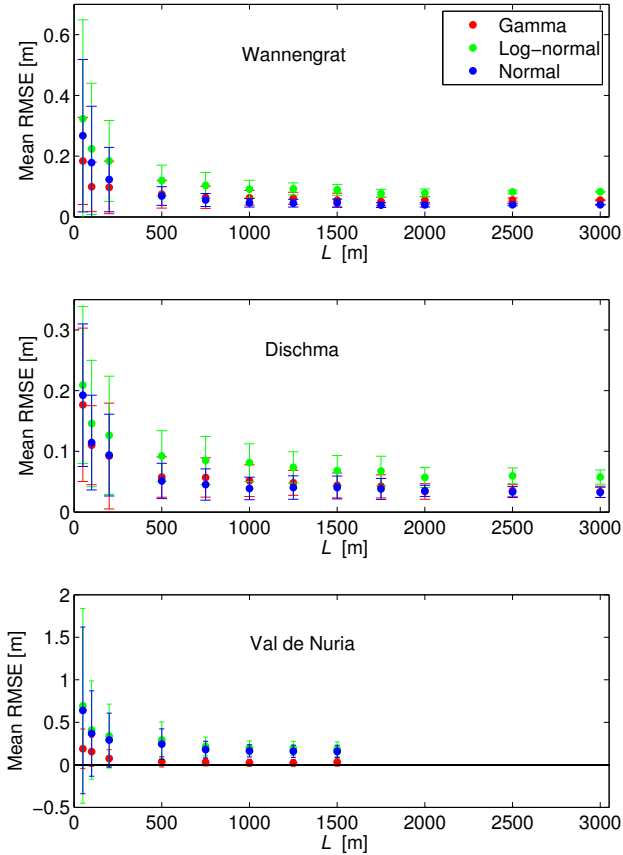 Wannengrat
Gamma
Log-normal
Normal
Mean RMSE [m]
0.6
0.4
0.2
0
0 500 1000 1500 2000 2500 3000
L [m]
Dischma
Mean RMSE [m]
0.3
0.2
0.1
0
0 500 1000 1500 2000 2500 3000
L [m]
Val de Nuria
Mean RMSE [m]
2
1.5
1
0.5
0
-0.5
0 500 1000 1500 2000 2500 3000
L [m]